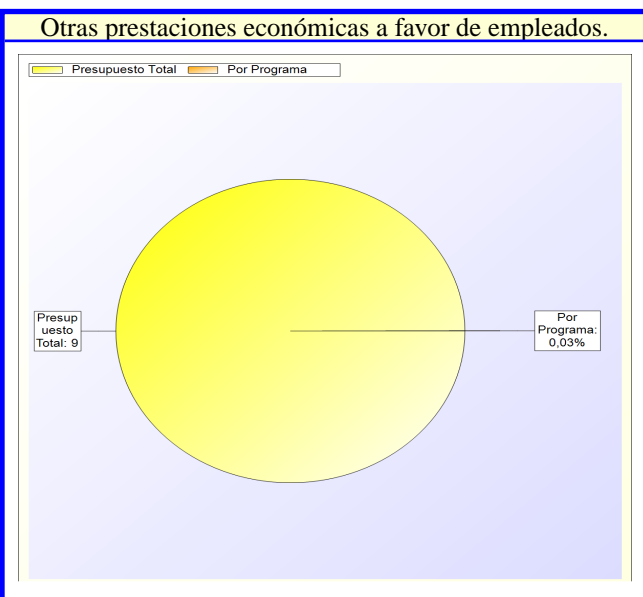 Otras prestaciones económicas a favor de empleados.
Presupuesto Total Por Programa
Presup
uesto
Total: 9
Por
Programa:
0,03%